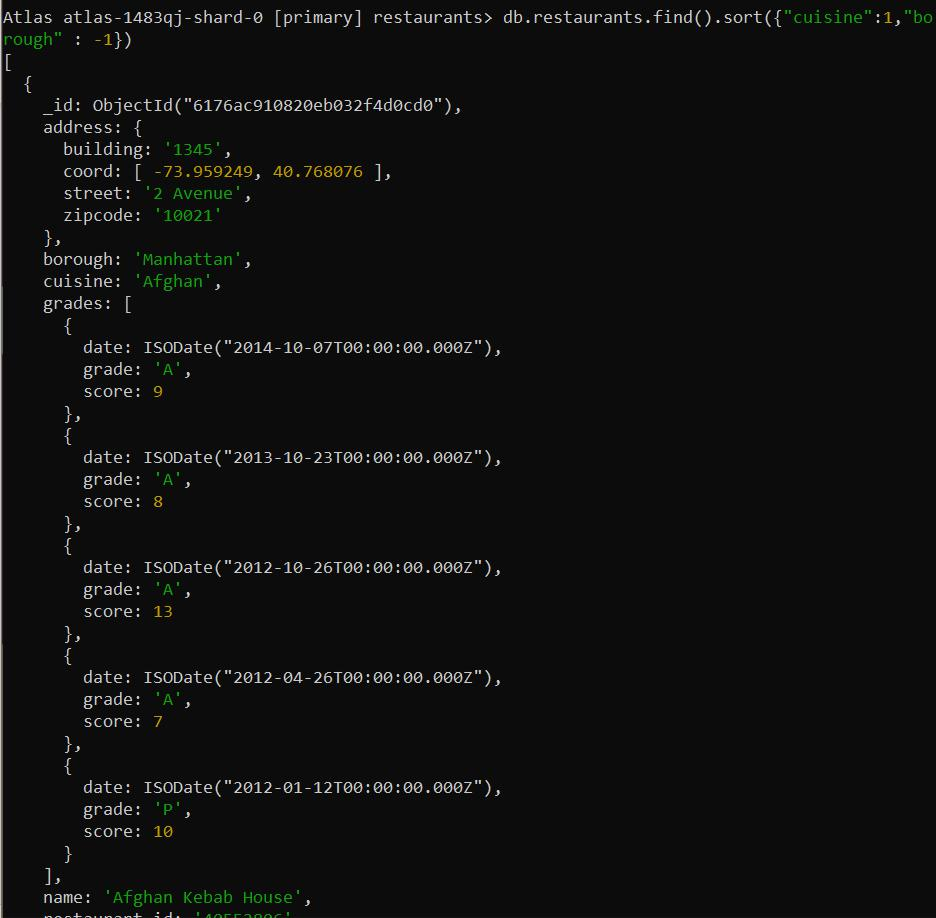 Atlas atlas-1483qj-shard-0 [primary] restaurants> db.restaurants.find().sort({"cuisine":1,"bo
rough" : -1})
[
  {
    _id: ObjectId("6176ac910820eb032f4d0cd0"),
    address: {
      building: '1345',
      coord: [ -73.959249, 40.768076 ],
      street: '2 Avenue',
      zipcode: '10021'
    },
    borough: 'Manhattan',
    cuisine: 'Afghan',
    grades: [
      {
        date: ISODate("2014-10-07T00:00:00.000Z"),
        grade: 'A',
        score: 9
      },
      {
        date: ISODate("2013-10-23T00:00:00.000Z"),
        grade: 'A',
        score: 8
      },
      {
        date: ISODate("2012-10-26T00:00:00.000Z"),
        grade: 'A',
        score: 13
      },
      {
        date: ISODate("2012-04-26T00:00:00.000Z"),
        grade: 'A',
        score: 7
      },
      {
        date: ISODate("2012-01-12T00:00:00.000Z"),
        grade: 'P',
        score: 10
      }
    ],
    name: 'Afghan Kebab House',
    restaurant_id: